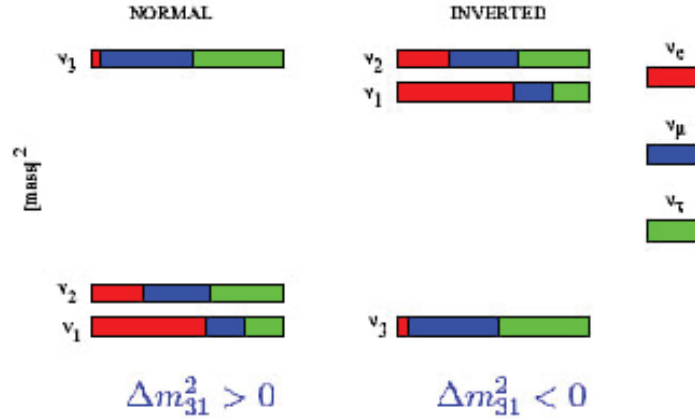 NORMAL
INVERTED
ν3
ν2
ν1
[mass]²
ν2
ν1
ν3
νe
νμ
ντ
Δm²31 > 0
Δm²31 < 0